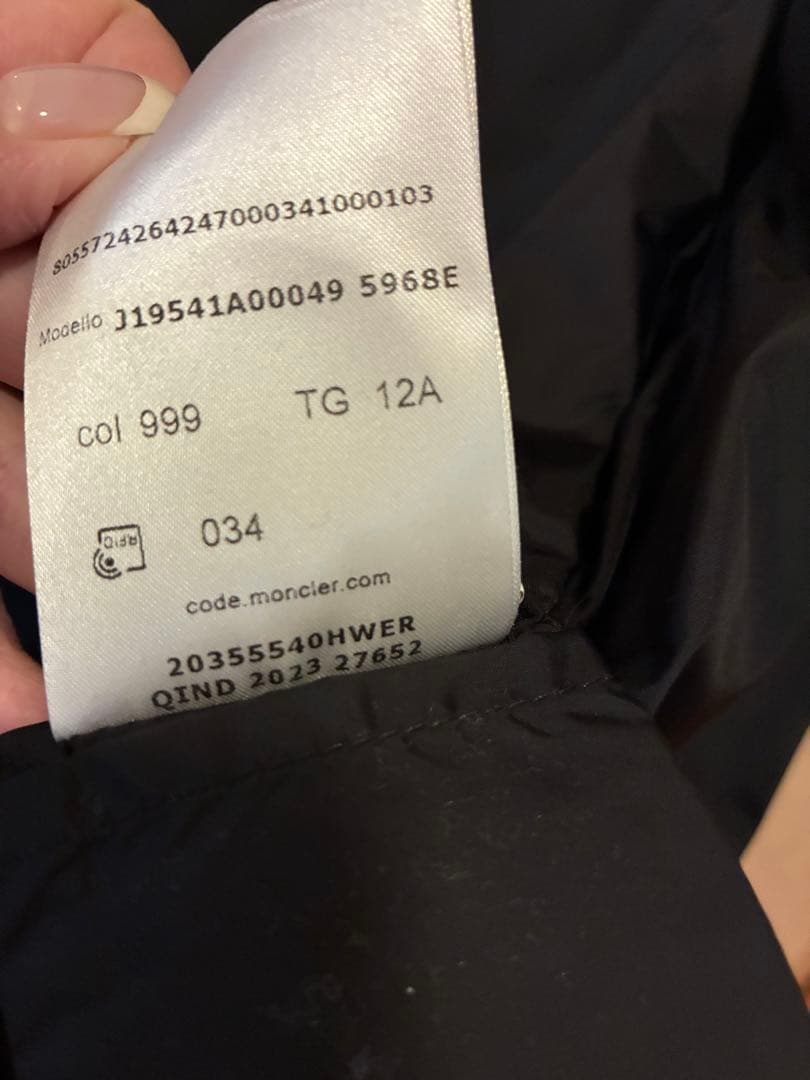 8055724264247000341000103
Modello J19541A00049 5968E
col 999 TG 12A
RFID 034
code.moncler.com
20355540HWER
QIND 2023 27652